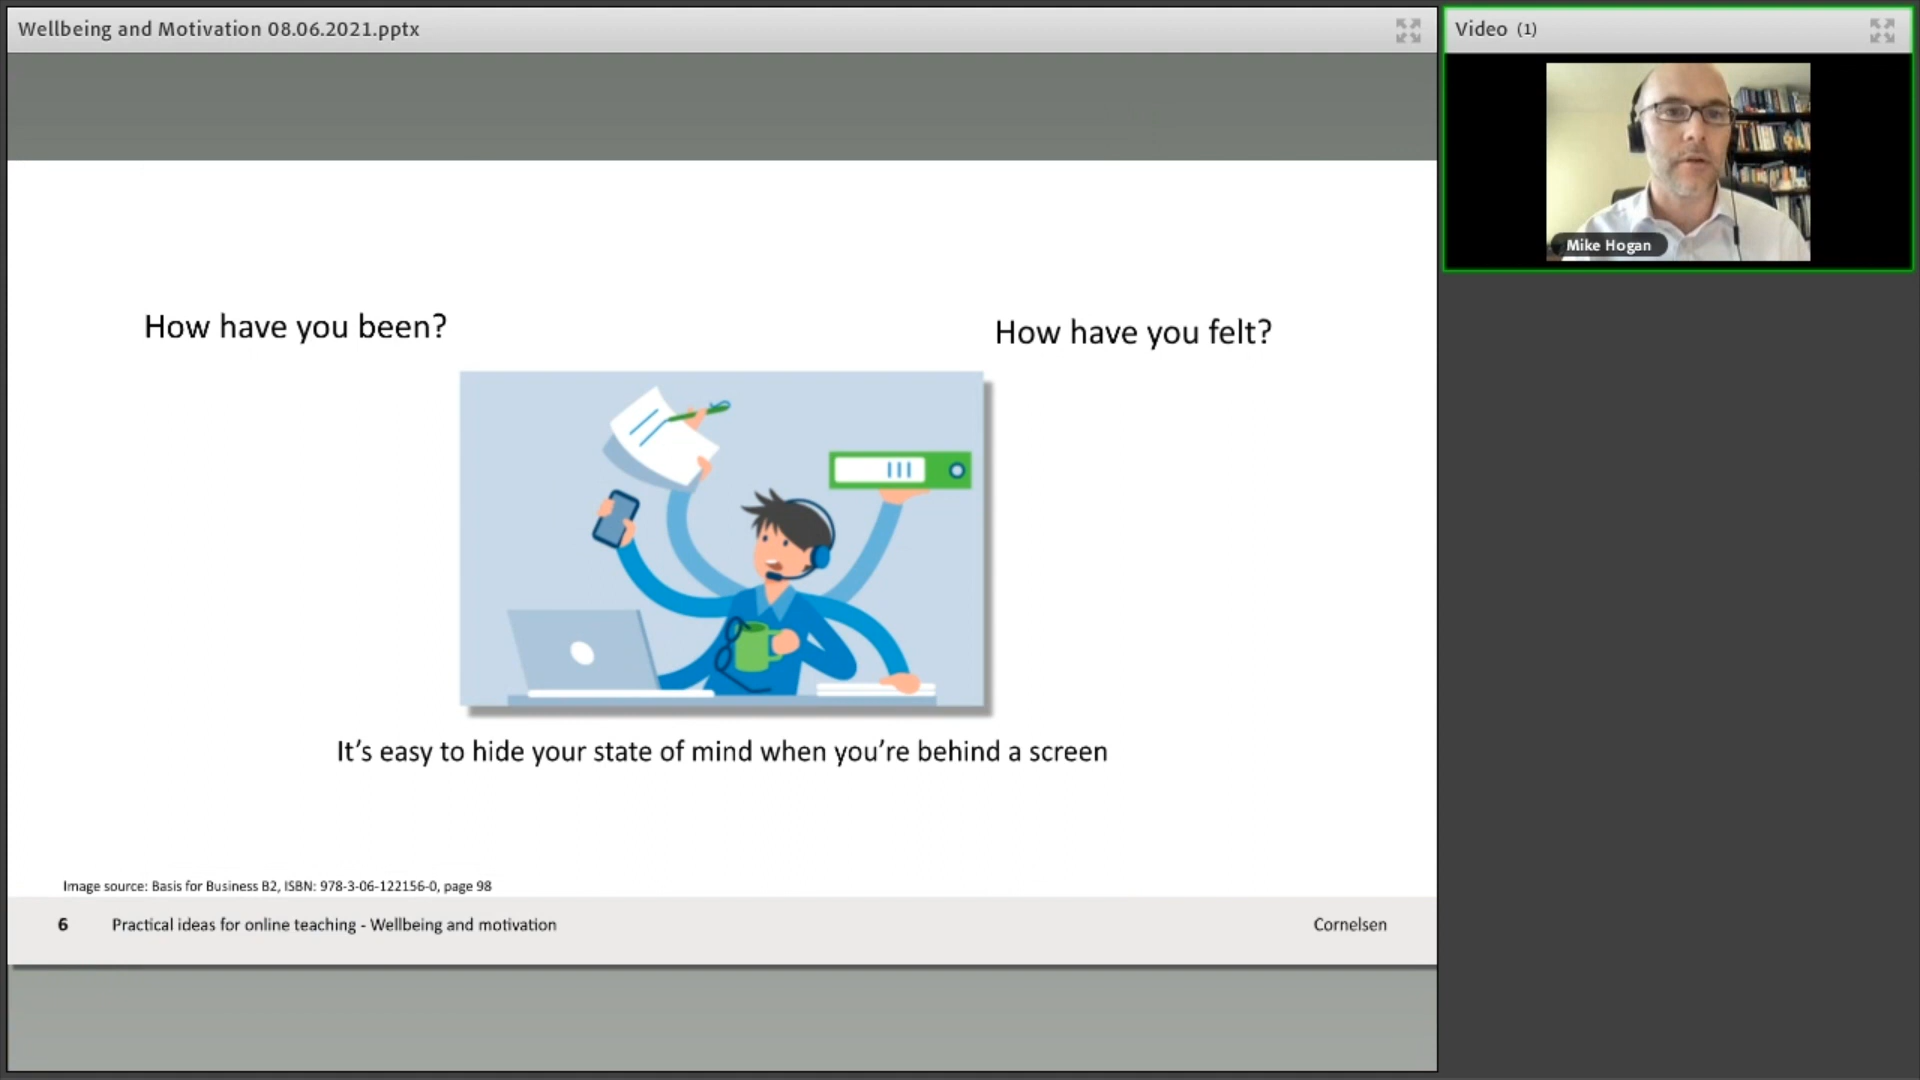 Wellbeing and Motivation 08.06.2021.pptx
Video (1)
Mike Hogan
How have you been?
How have you felt?
It’s easy to hide your state of mind when you’re behind a screen
Image source: Basis for Business B2, ISBN: 978-3-06-122156-0, page 98
6 Practical ideas for online teaching - Wellbeing and motivation Cornelsen